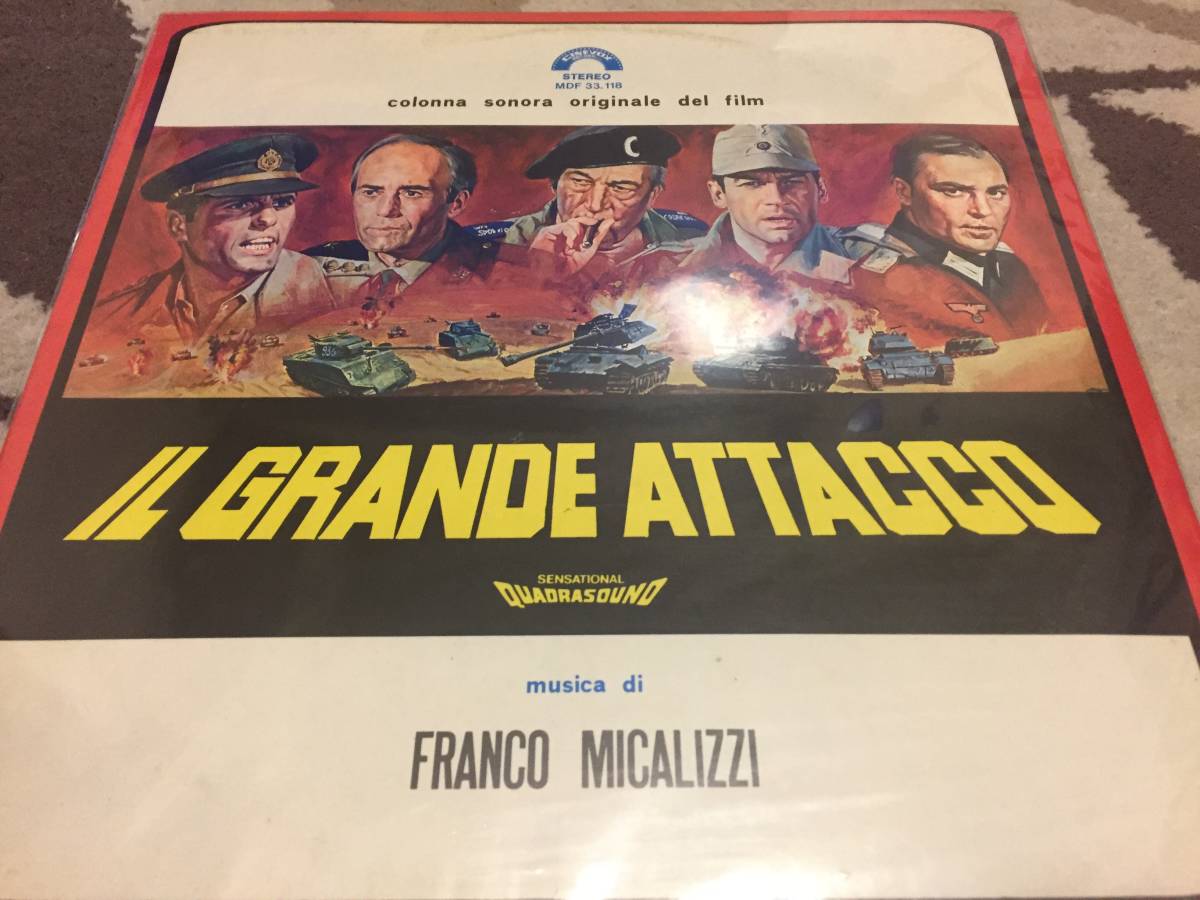 CINEVOX
STEREO
MDF 33.118
colonna sonora originale del film
936
IL GRANDE ATTACCO
SENSATIONAL
QUADRASOUND
musica di
FRANCO MICALIZZI